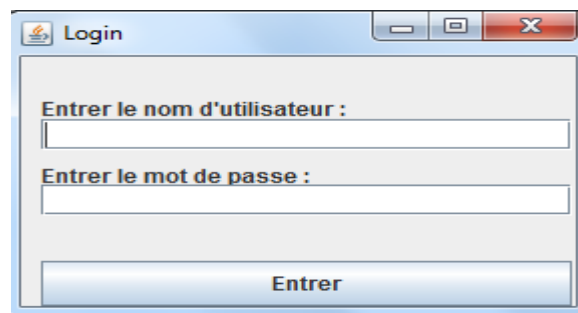 Login
Entrer le nom d'utilisateur :
Entrer le mot de passe :
Entrer